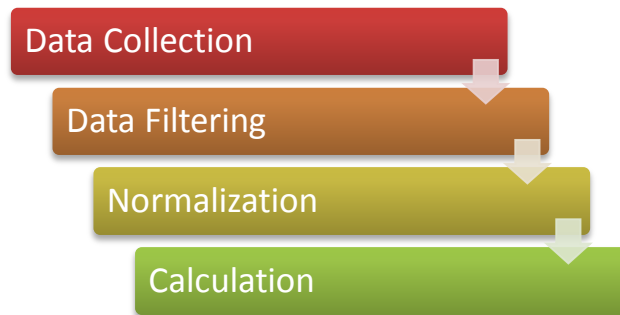 Data Collection
Data Filtering
Normalization
Calculation